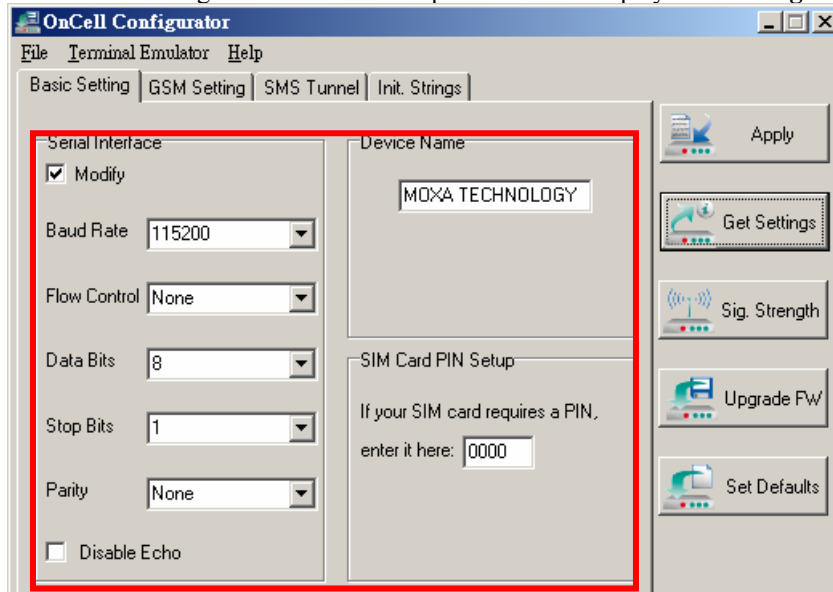 OnCell Configurator
File Terminal Emulator Help
Basic Setting GSM Setting SMS Tunnel Init. Strings
Serial Interface
Modify
Baud Rate 115200
Flow Control None
Data Bits 8
Stop Bits 1
Parity None
Disable Echo
Device Name
MOXA TECHNOLOGY
SIM Card PIN Setup
If your SIM card requires a PIN,
enter it here: 0000
Apply
Get Settings
Sig. Strength
Upgrade FW
Set Defaults